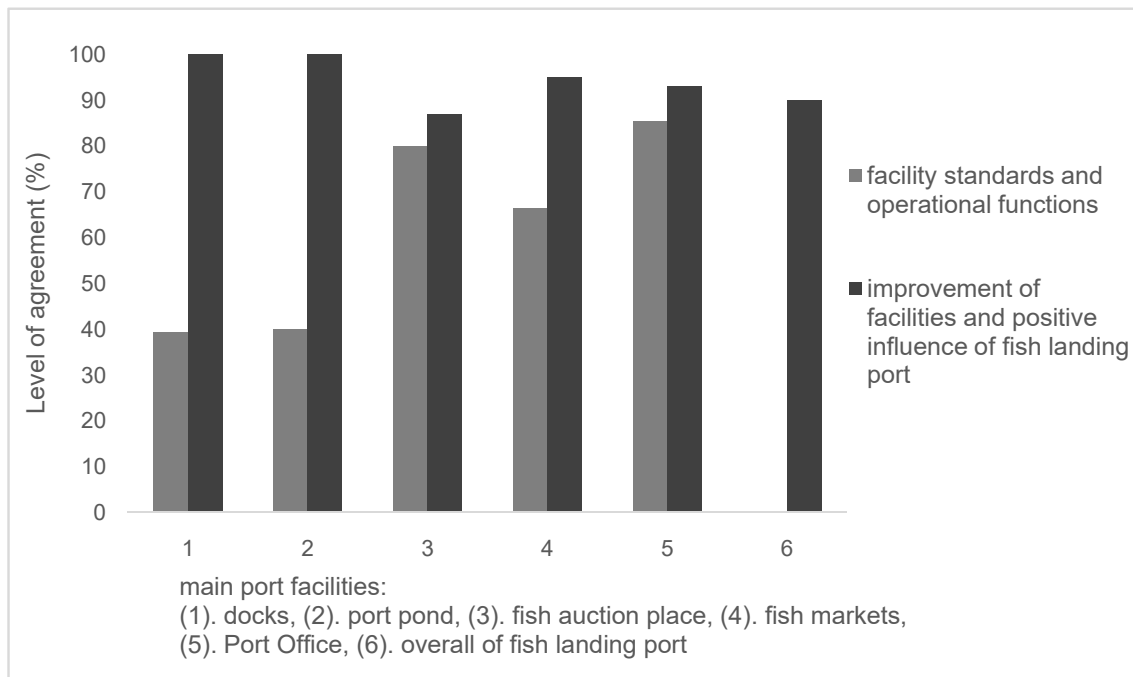 100
90
80
70
60
50
40
30
20
10
0
Level of agreement (%)
1 2 3 4 5 6
main port facilities:
(1). docks, (2). port pond, (3). fish auction place, (4). fish markets,
(5). Port Office, (6). overall of fish landing port
facility standards and
operational functions
improvement of
facilities and positive
influence of fish landing
port